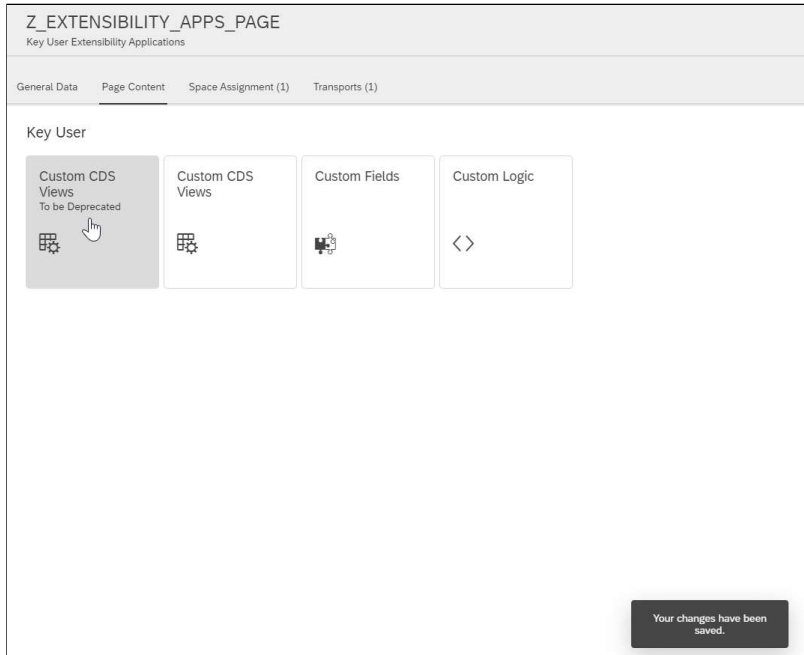 Z_EXTENSIBILITY_APPS_PAGE
Key User Extensibility Applications
General Data Page Content Space Assignment (1) Transports (1)
Key User
Custom CDS
Views
To be Deprecated
Custom CDS
Views
Custom Fields
Custom Logic
Your changes have been
saved.